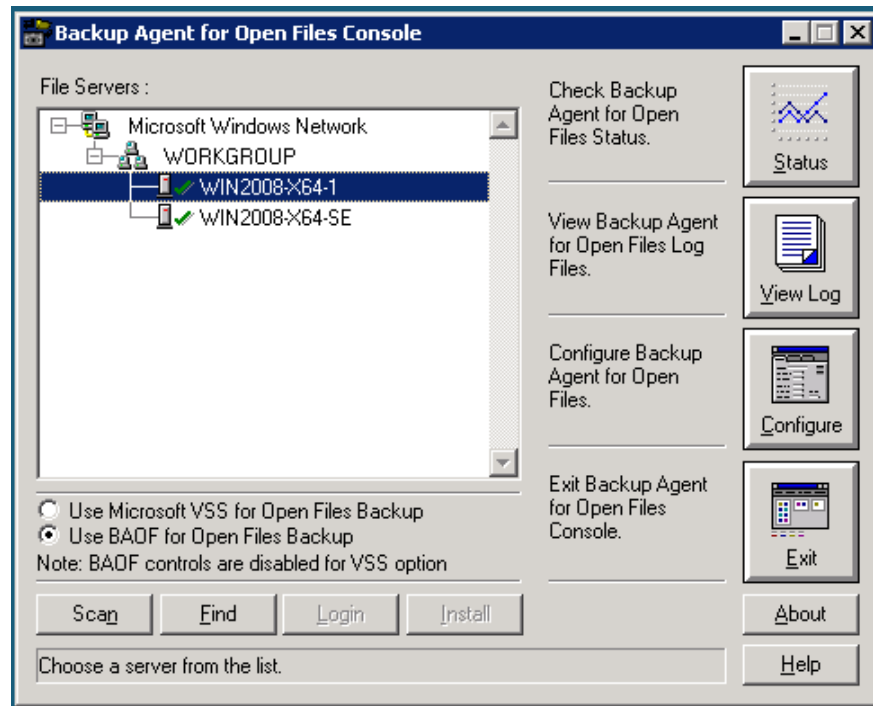 Backup Agent for Open Files Console
File Servers :
Microsoft Windows Network
WORKGROUP
WIN2008-X64-1
WIN2008-X64-SE
Use Microsoft VSS for Open Files Backup
Use BAOF for Open Files Backup
Note: BAOF controls are disabled for VSS option
Scan
Find
Login
Install
Choose a server from the list.
Check Backup
Agent for Open
Files Status.
Status
View Backup Agent
for Open Files Log
Files.
View Log
Configure Backup
Agent for Open
Files.
Configure
Exit Backup Agent
for Open Files
Console.
Exit
About
Help